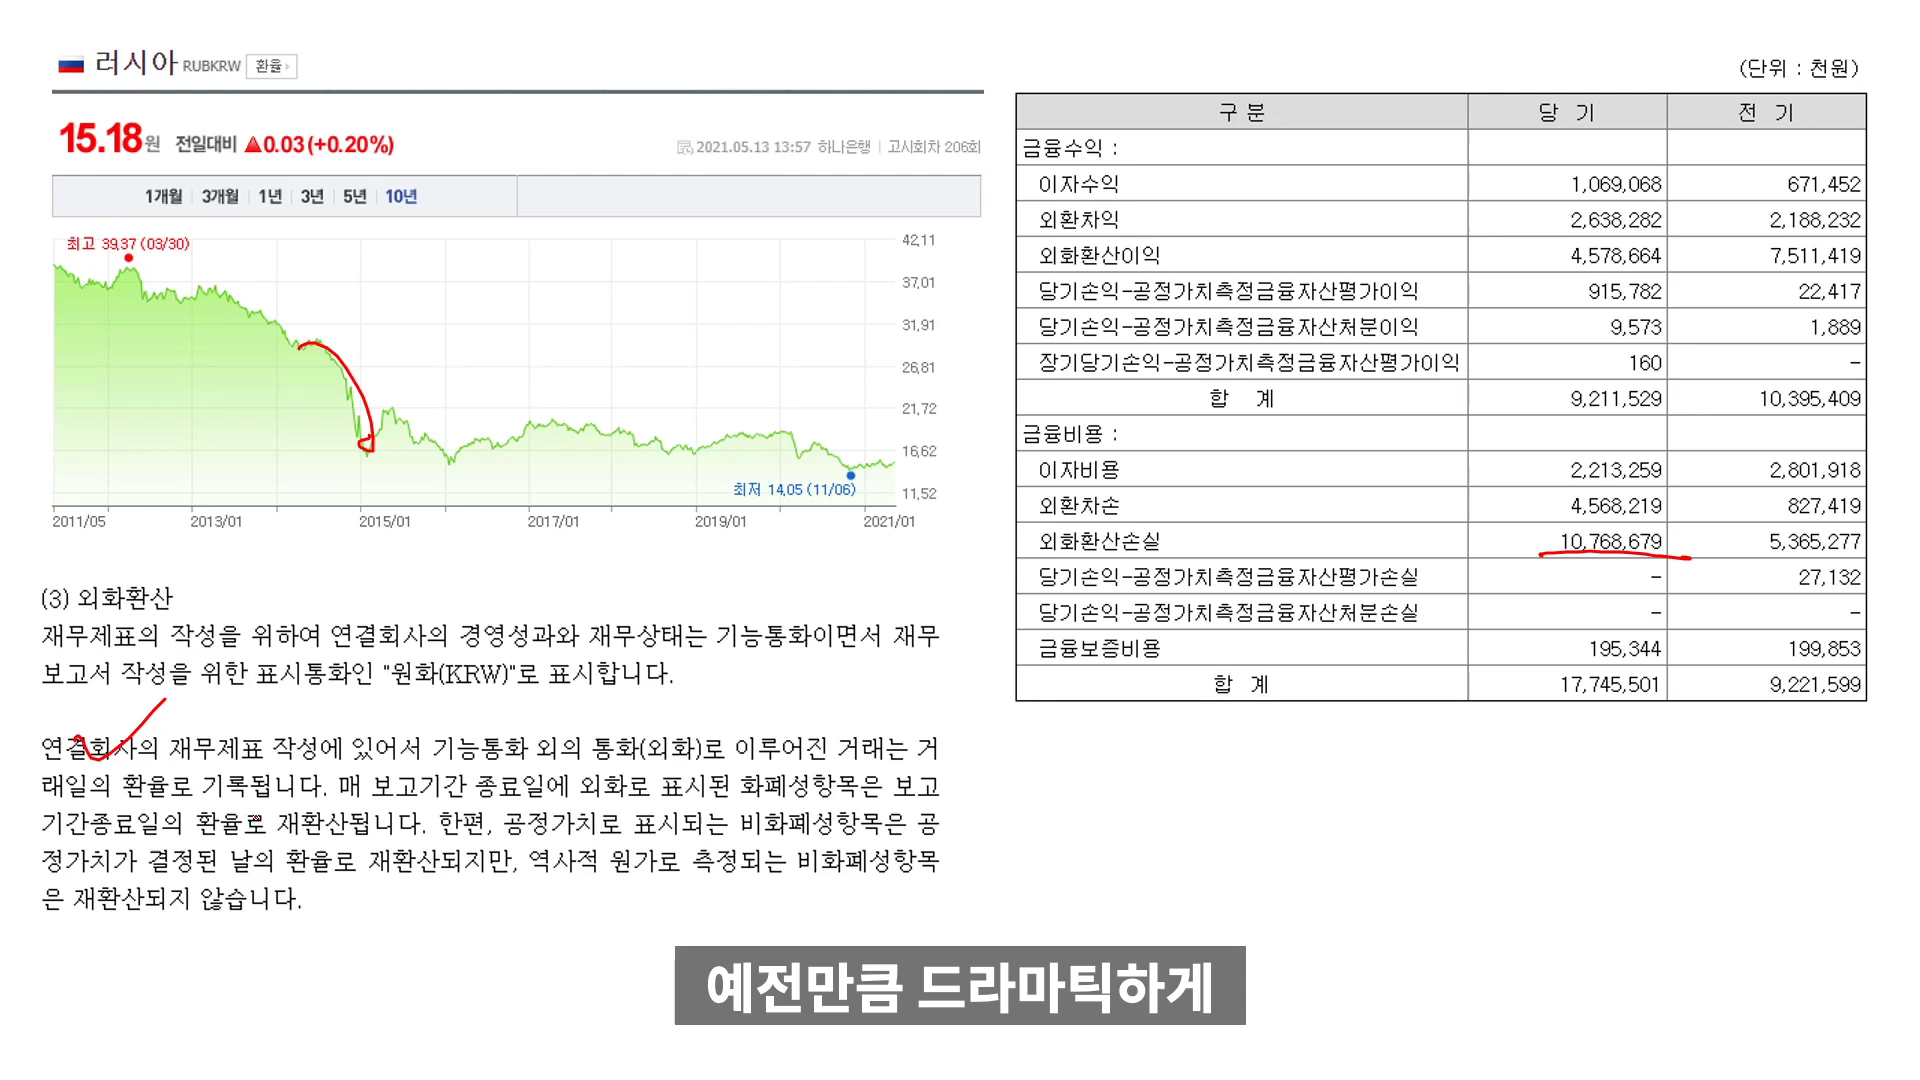 러시아 RUBKRW 환율
15.18원 전일대비 ▲0.03(+0.20%)
2021.05.13 13:57 하나은행 | 고시회차 206회
1개월 3개월 1년 3년 5년 10년
최고 39.37 (03/30)
42.11
37.01
31.91
26.81
21.72
16.62
11.52
최저 14.05 (11/06)
2011/05 2013/01 2015/01 2017/01 2019/01 2021/01
(3) 외화환산
재무제표의 작성을 위하여 연결회사의 경영성과와 재무상태는 기능통화이면서 재무
보고서 작성을 위한 표시통화인 "원화(KRW)"로 표시합니다.
연결회사의 재무제표 작성에 있어서 기능통화 외의 통화(외화)로 이루어진 거래는 거
래일의 환율로 기록됩니다. 매 보고기간 종료일에 외화로 표시된 화폐성항목은 보고
기간종료일의 환율로 재환산됩니다. 한편, 공정가치로 표시되는 비화폐성항목은 공
정가치가 결정된 날의 환율로 재환산되지만, 역사적 원가로 측정되는 비화폐성항목
은 재환산되지 않습니다.
(단위 : 천원)
구 분 당 기 전 기
금융수익 :
이자수익 1,069,068 671,452
외환차익 2,638,282 2,188,232
외화환산이익 4,578,664 7,511,419
당기손익-공정가치측정금융자산평가이익 915,782 22,417
당기손익-공정가치측정금융자산처분이익 9,573 1,889
장기당기손익-공정가치측정금융자산평가이익 160 -
합 계 9,211,529 10,395,409
금융비용 :
이자비용 2,213,259 2,801,918
외환차손 4,568,219 827,419
외화환산손실 10,768,679 5,365,277
당기손익-공정가치측정금융자산평가손실 - 27,132
당기손익-공정가치측정금융자산처분손실 - -
금융보증비용 195,344 199,853
합 계 17,745,501 9,221,599
예전만큼 드라마틱하게